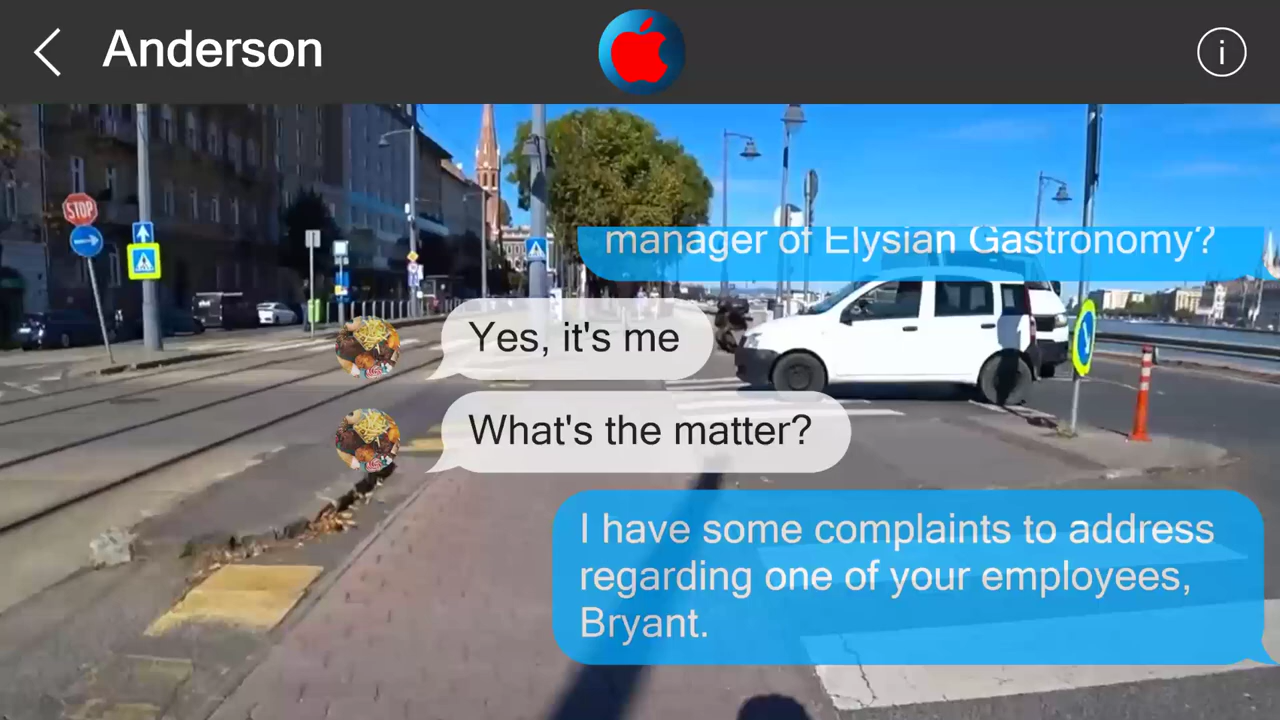 Anderson
i
STOP
manager of Elysian Gastronomy?
Yes, it's me
What's the matter?
I have some complaints to address
regarding one of your employees,
Bryant.